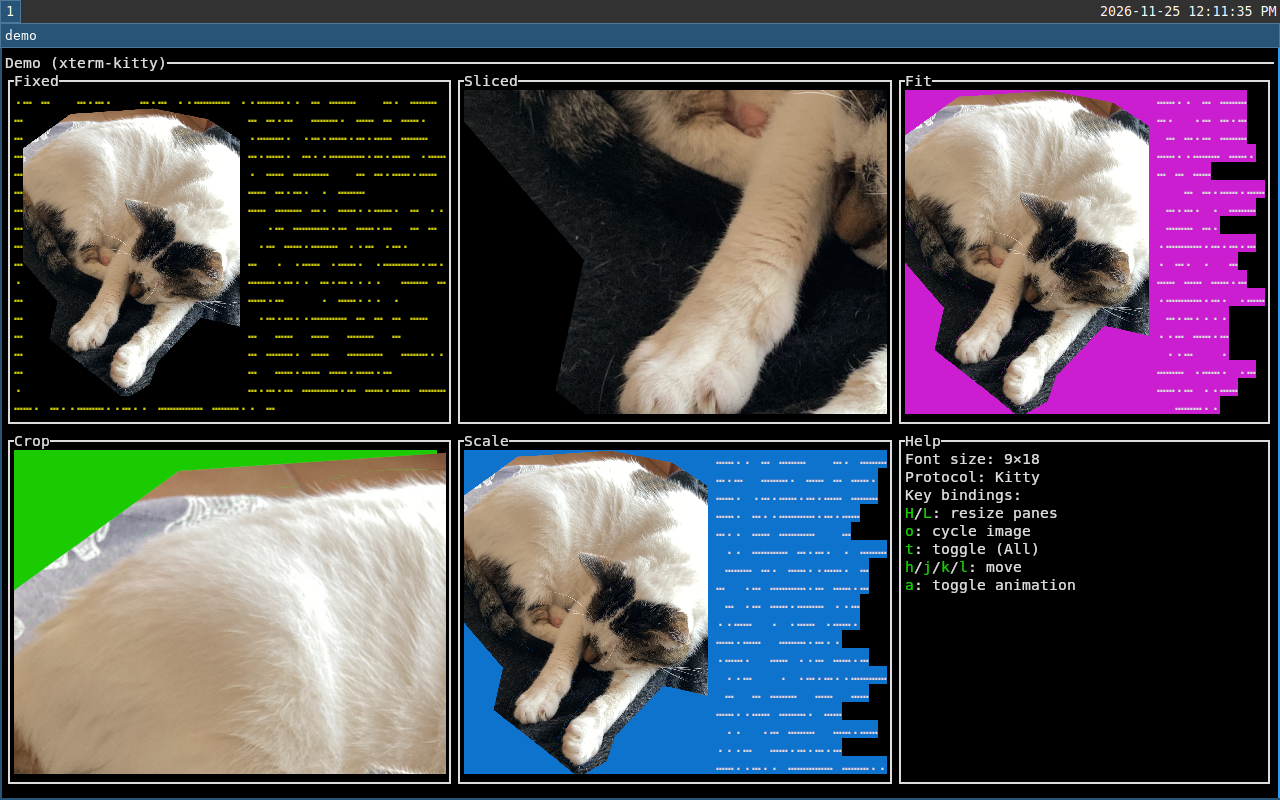 1
2026-11-25 12:11:35 PM
demo
Demo (xterm-kitty)
Fixed
Sliced
Fit
Crop
Scale
Help
Font size: 9×18
Protocol: Kitty
Key bindings:
H/L: resize panes
o: cycle image
t: toggle (All)
h/j/k/l: move
a: toggle animation